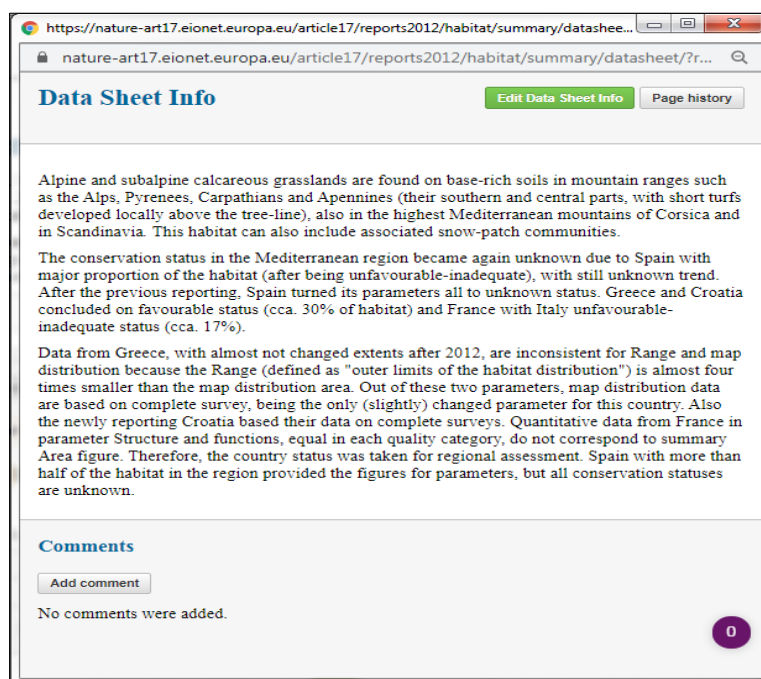 https://nature-art17.eionet.europa.eu/article17/reports2012/habitat/summary/datashee...
nature-art17.eionet.europa.eu/article17/reports2012/habitat/summary/datasheet/?r...
Data Sheet Info
Edit Data Sheet Info
Page history
Alpine and subalpine calcareous grasslands are found on base-rich soils in mountain ranges such
as the Alps, Pyrenees, Carpathians and Apennines (their southern and central parts, with short turfs
developed locally above the tree-line), also in the highest Mediterranean mountains of Corsica and
in Scandinavia. This habitat can also include associated snow-patch communities.
The conservation status in the Mediterranean region became again unknown due to Spain with
major proportion of the habitat (after being unfavourable-inadequate), with still unknown trend.
After the previous reporting, Spain turned its parameters all to unknown status. Greece and Croatia
concluded on favourable status (cca. 30% of habitat) and France with Italy unfavourable-
inadequate status (cca. 17%).
Data from Greece, with almost not changed extents after 2012, are inconsistent for Range and map
distribution because the Range (defined as "outer limits of the habitat distribution") is almost four
times smaller than the map distribution area. Out of these two parameters, map distribution data
are based on complete survey, being the only (slightly) changed parameter for this country. Also
the newly reporting Croatia based their data on complete surveys. Quantitative data from France in
parameter Structure and functions, equal in each quality category, do not correspond to summary
Area figure. Therefore, the country status was taken for regional assessment. Spain with more than
half of the habitat in the region provided the figures for parameters, but all conservation statuses
are unknown.
Comments
Add comment
No comments were added.
0